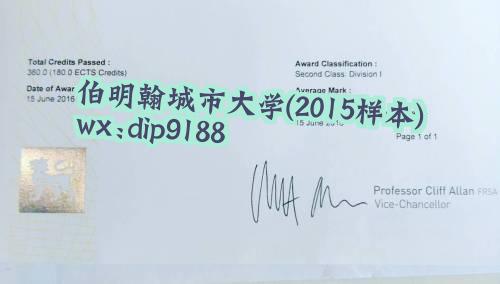 Total Credits Passed :
360.0 (180.0 ECTS Credits)
Award Classification :
Second Class: Division I
Date of Awar
15 June 2016
Average Mark :
伯明翰城市大学(2015样本)
wx:dip9188
Page 1 of 1
Professor Cliff Allan FRSA
Vice-Chancellor